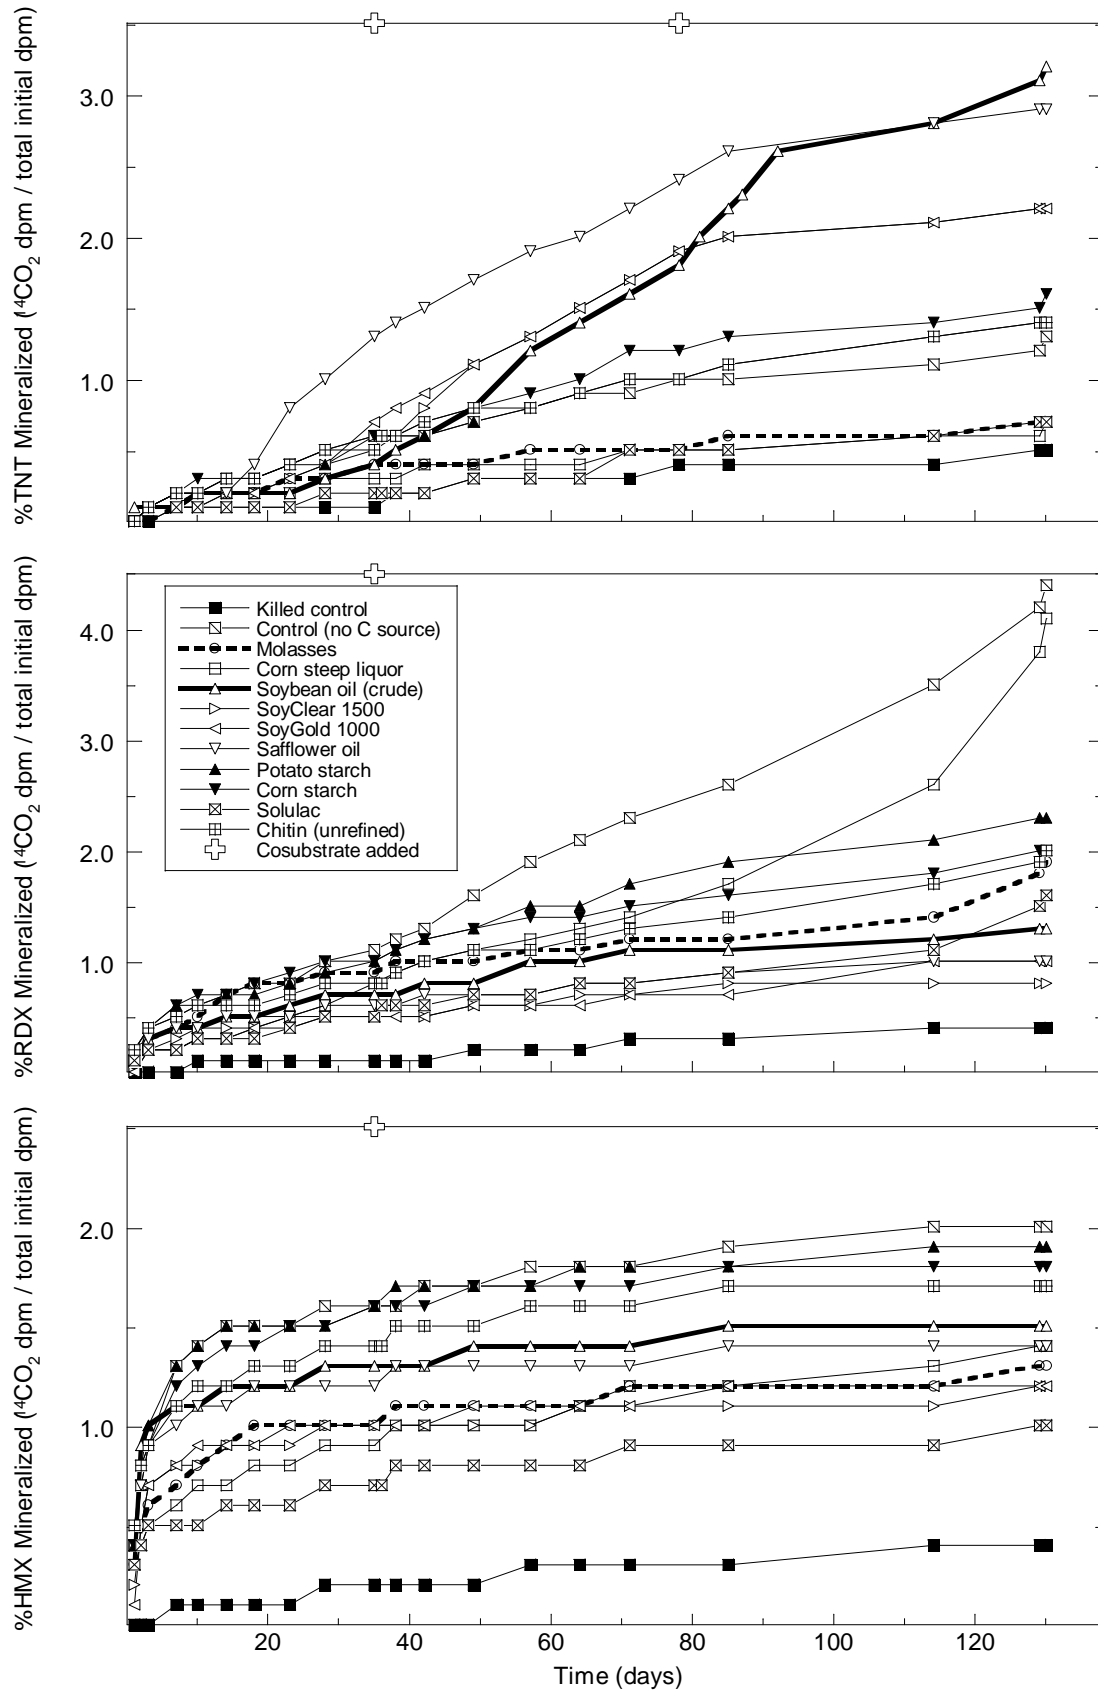 %TNT Mineralized (¹⁴CO₂ dpm / total initial dpm)
3.0
2.0
1.0
%RDX Mineralized (¹⁴CO₂ dpm / total initial dpm)
4.0
3.0
2.0
1.0
Killed control
Control (no C source)
Molasses
Corn steep liquor
Soybean oil (crude)
SoyClear 1500
SoyGold 1000
Safflower oil
Potato starch
Corn starch
Solulac
Chitin (unrefined)
Cosubstrate added
%HMX Mineralized (¹⁴CO₂ dpm / total initial dpm)
2.0
1.0
20 40 60 80 100 120
Time (days)